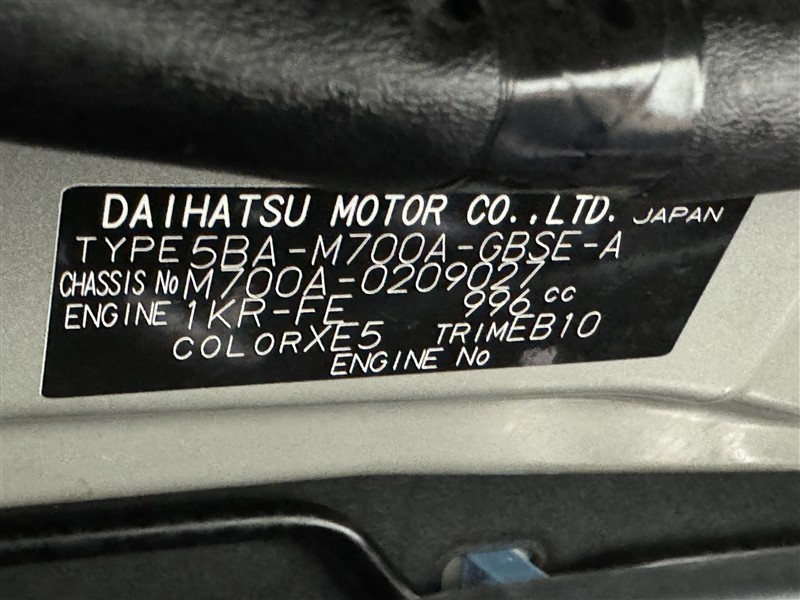 DAIHATSU MOTOR CO.,LTD. JAPAN
TYPE 5BA-M700A-GBSE-A
CHASSIS No M700A-0209027
ENGINE 1KR-FE 996 cc
COLOR XE5 TRIM EB10
ENGINE No